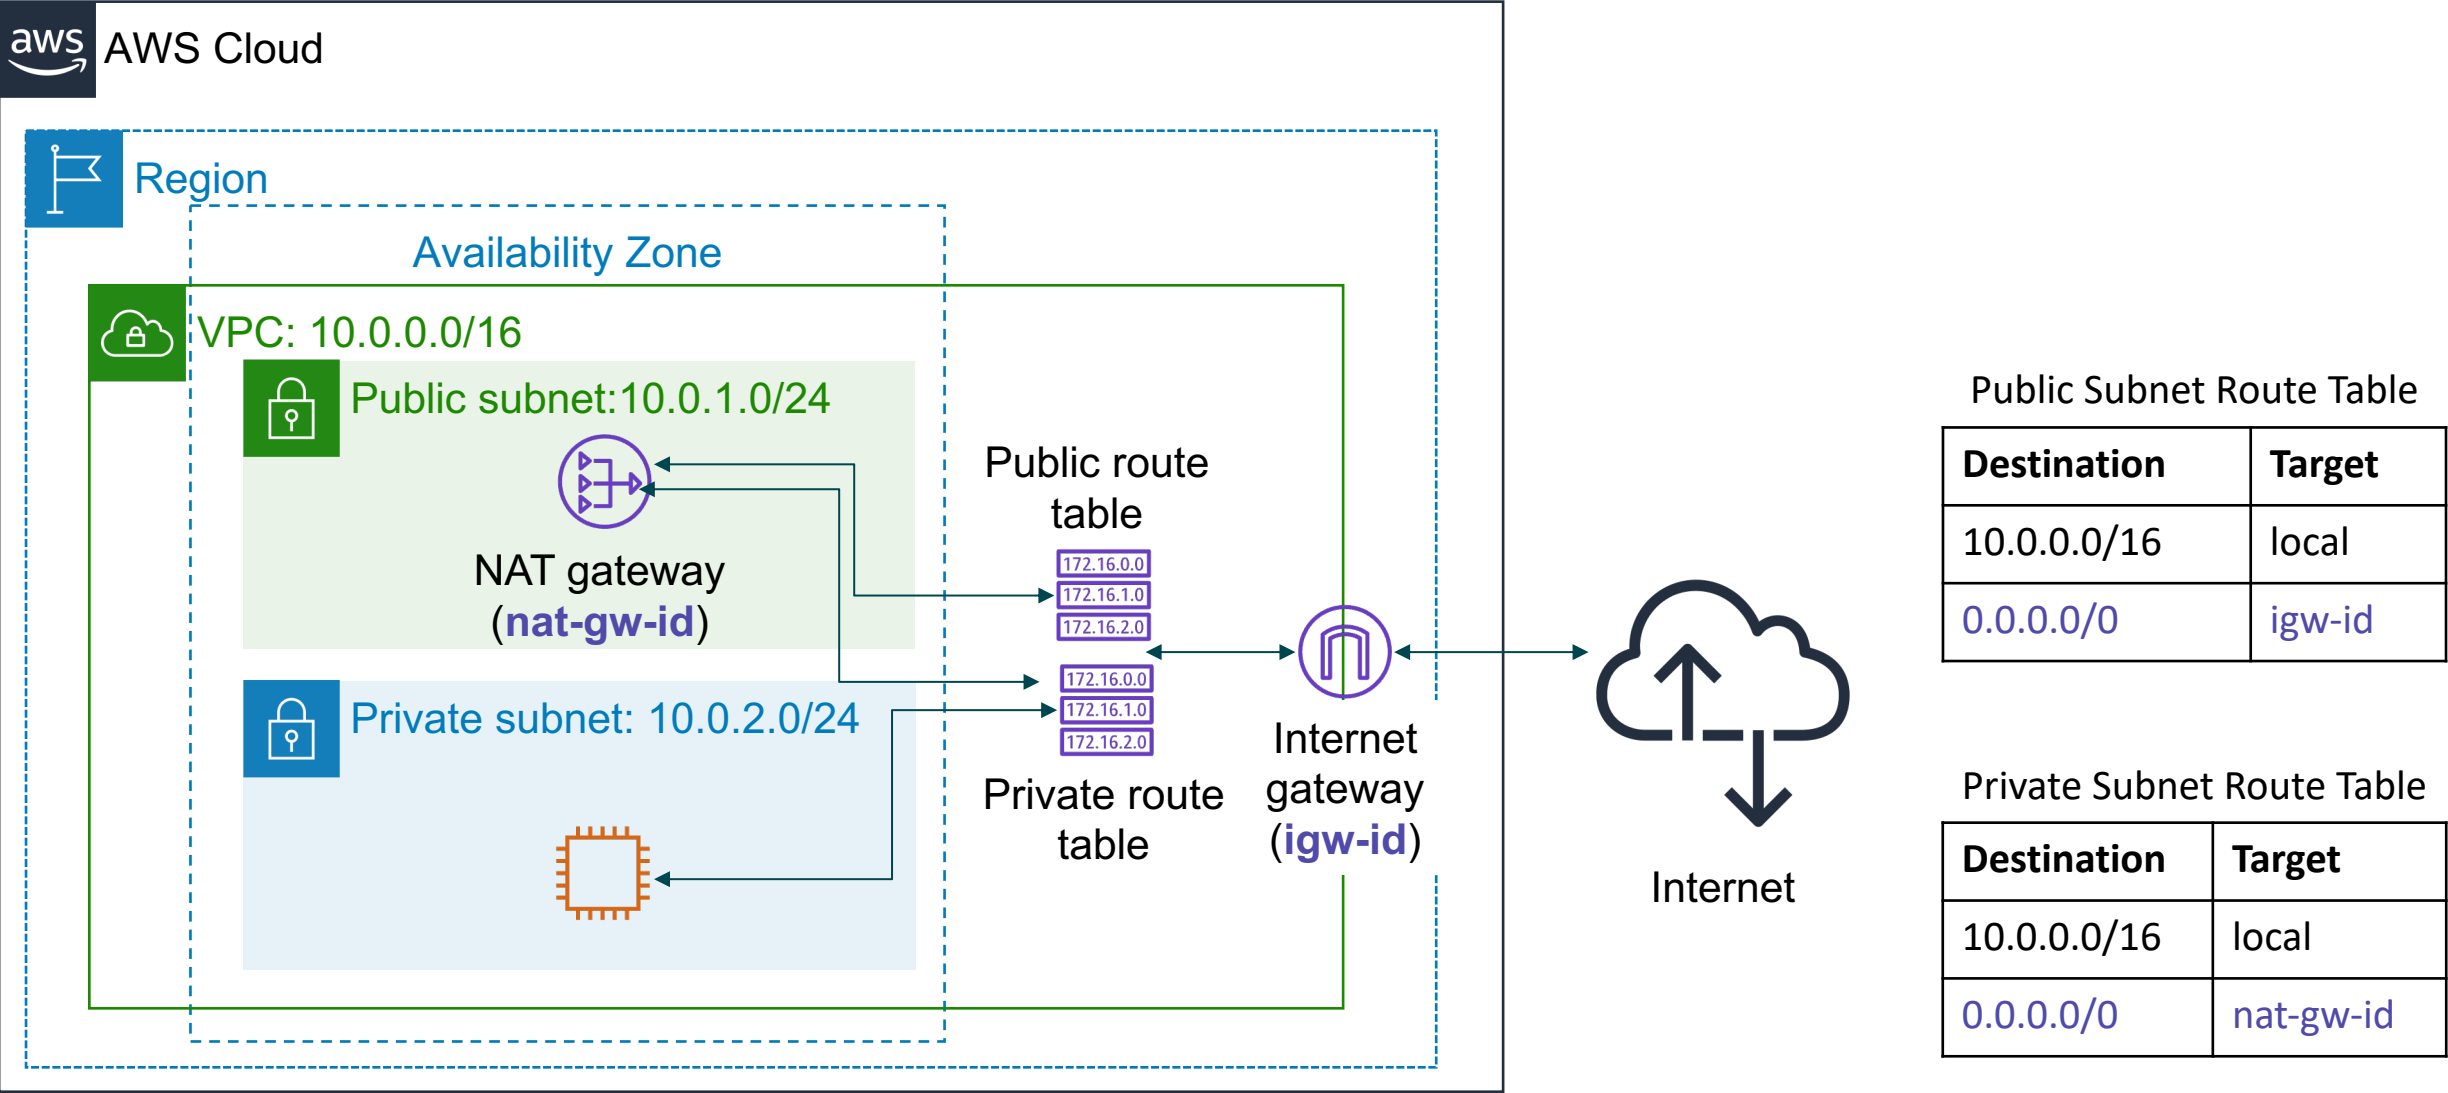 aws
AWS Cloud
Region
Availability Zone
VPC: 10.0.0.0/16
Public subnet:10.0.1.0/24
NAT gateway
(nat-gw-id)
Private subnet: 10.0.2.0/24
Public route
table
172.16.0.0
172.16.1.0
172.16.2.0
172.16.0.0
172.16.1.0
172.16.2.0
Private route
table
Internet
gateway
(igw-id)
Internet
Public Subnet Route Table
Destination Target
10.0.0.0/16 local
0.0.0.0/0 igw-id
Private Subnet Route Table
Destination Target
10.0.0.0/16 local
0.0.0.0/0 nat-gw-id